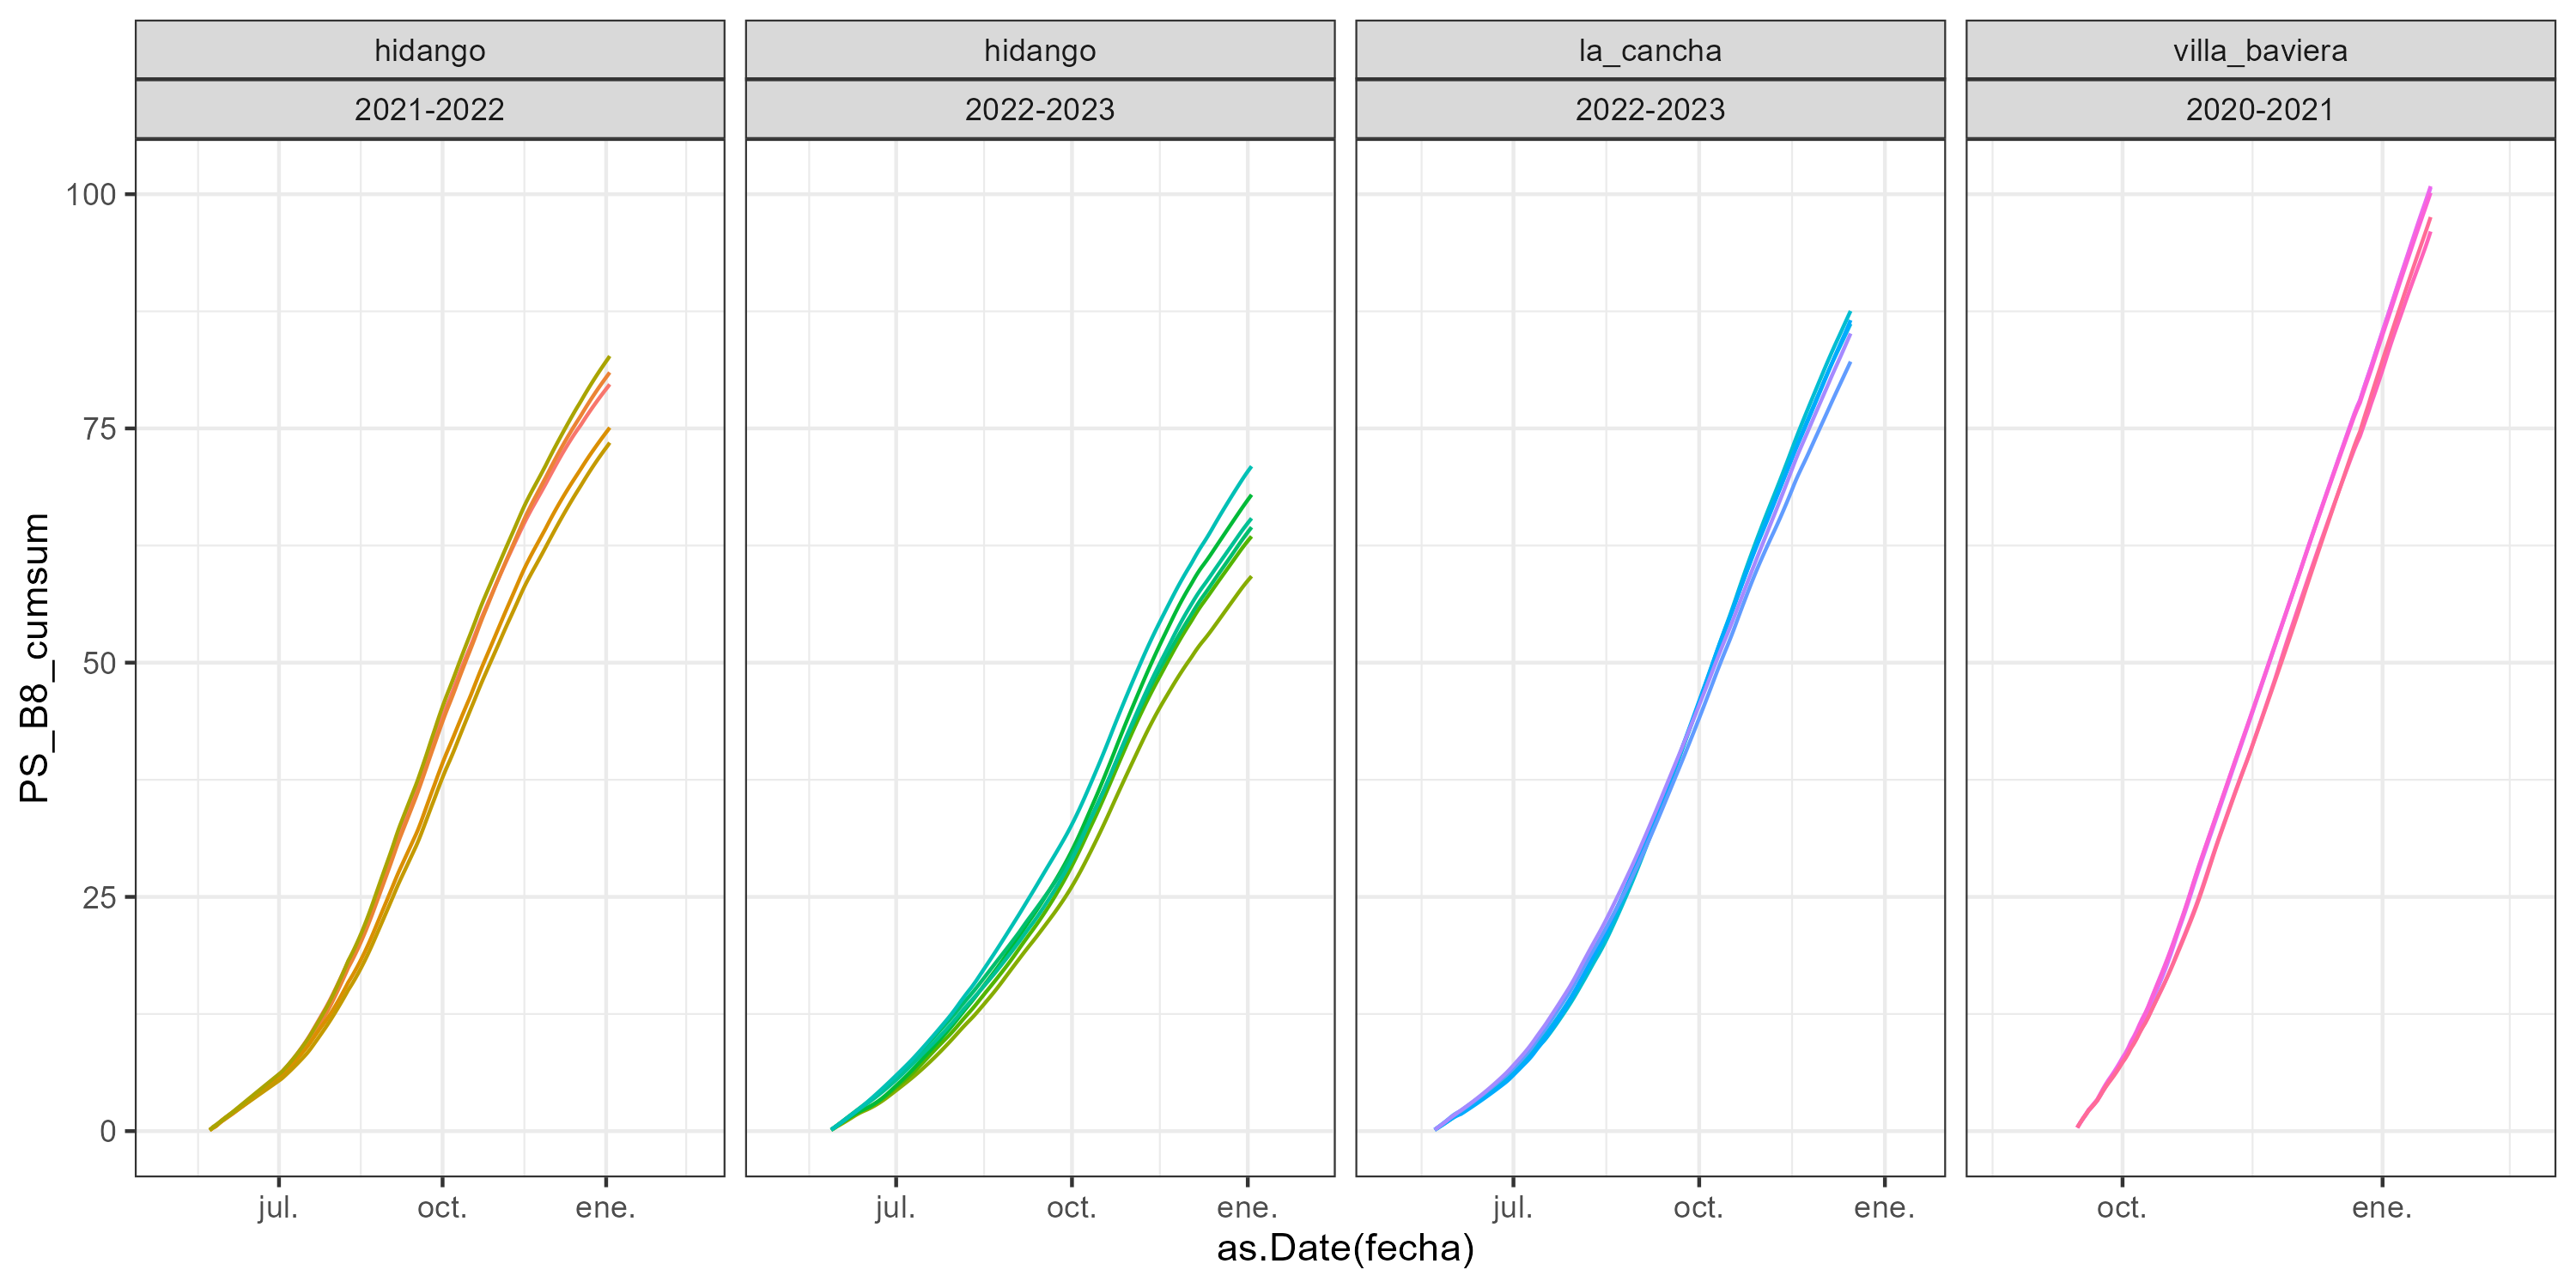 hidango
hidango
la_cancha
villa_baviera
2021-2022
2022-2023
2022-2023
2020-2021
PS_B8_cumsum
100
75
50
25
0
jul.
oct.
ene.
jul.
oct.
ene.
jul.
oct.
ene.
oct.
ene.
as.Date(fecha)